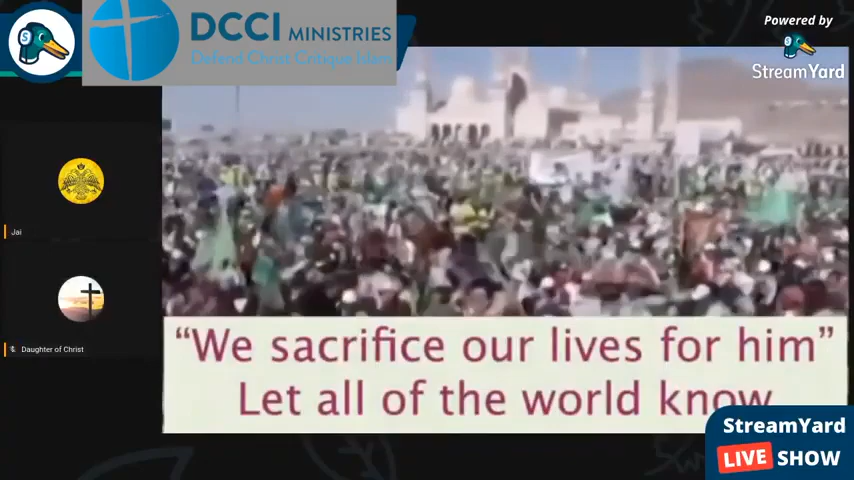 Powered by
StreamYard
S
DCCI MINISTRIES
Defend Christ Critique Islam
Jai
Daughter of Christ
“We sacrifice our lives for him”
Let all of the world know
StreamYard
LIVE SHOW